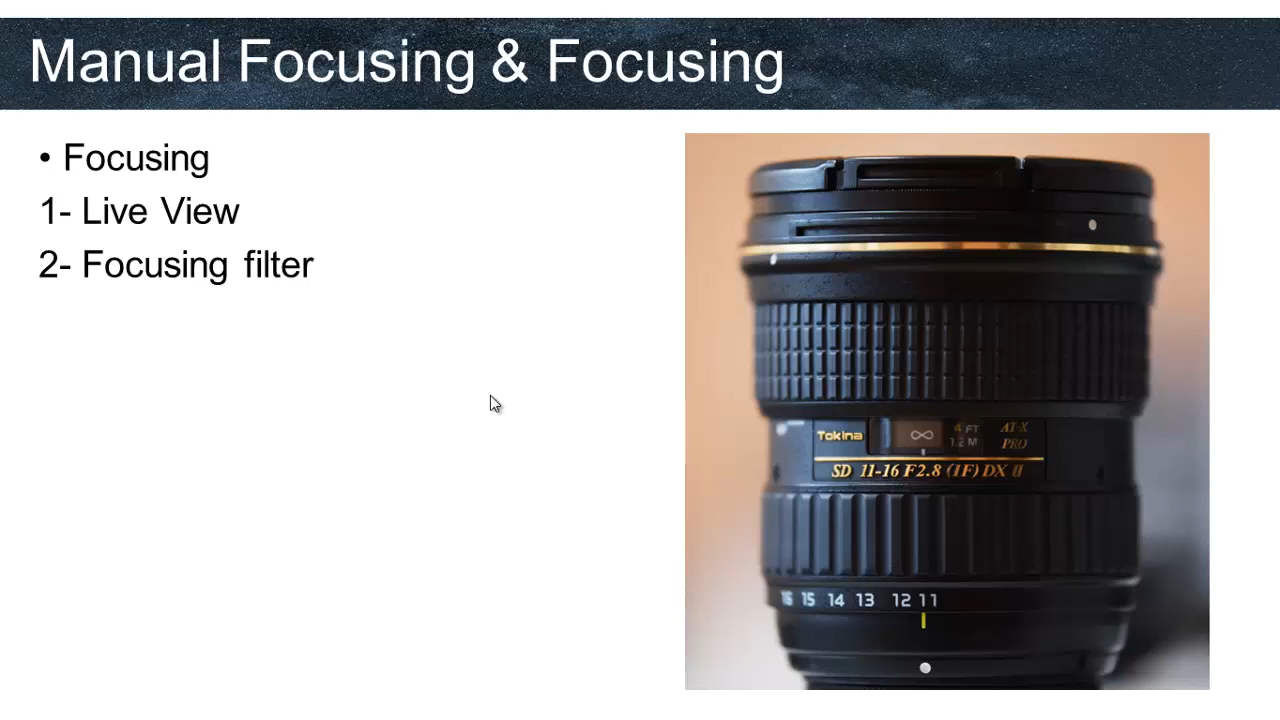 Manual Focusing & Focusing
• Focusing
1- Live View
2- Focusing filter
Tokina ∞ 4 FT AT-X
1.2 M PRO
SD 11-16 F2.8 (IF) DX II
16 15 14 13 12 11